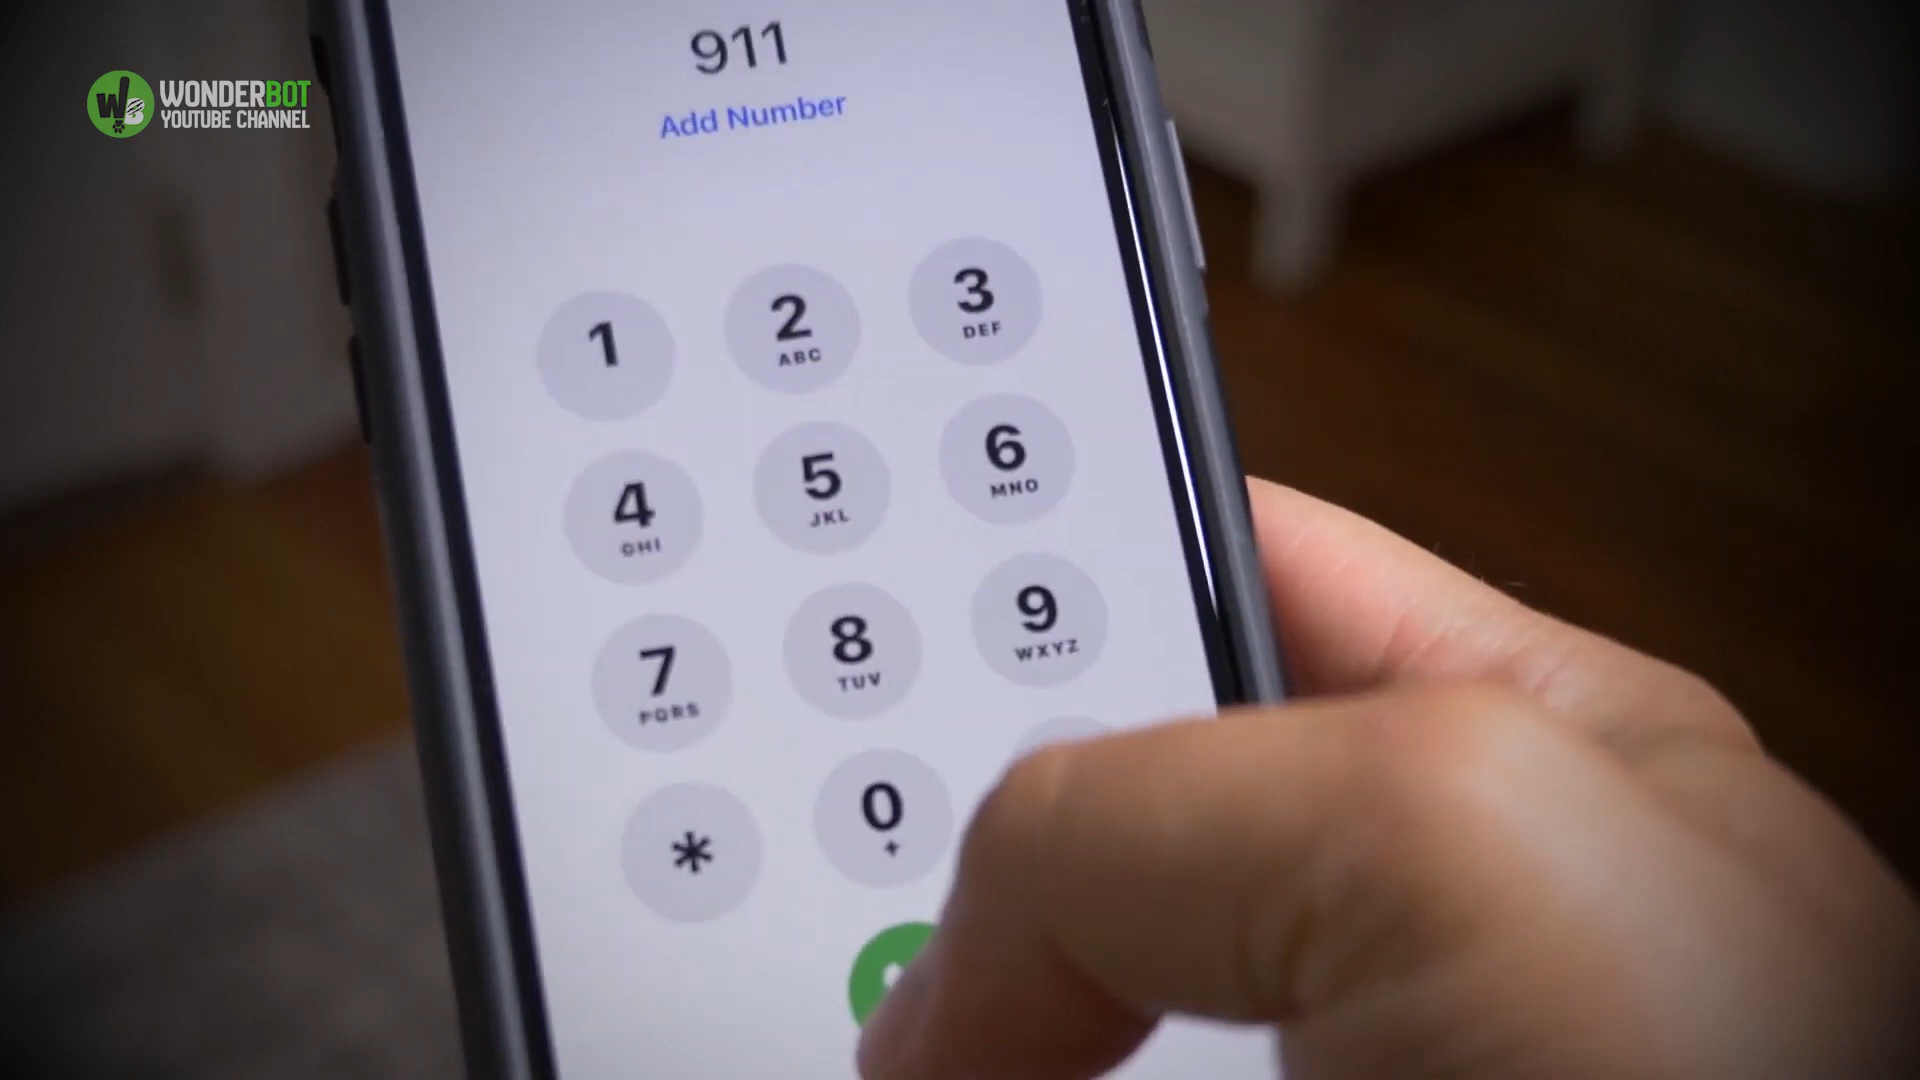 WONDERBOT
YOUTUBE CHANNEL
911
Add Number
1 2 3
ABC DEF
4 5 6
GHI JKL MNO
7 8 9
PQRS TUV WXYZ
* 0
+